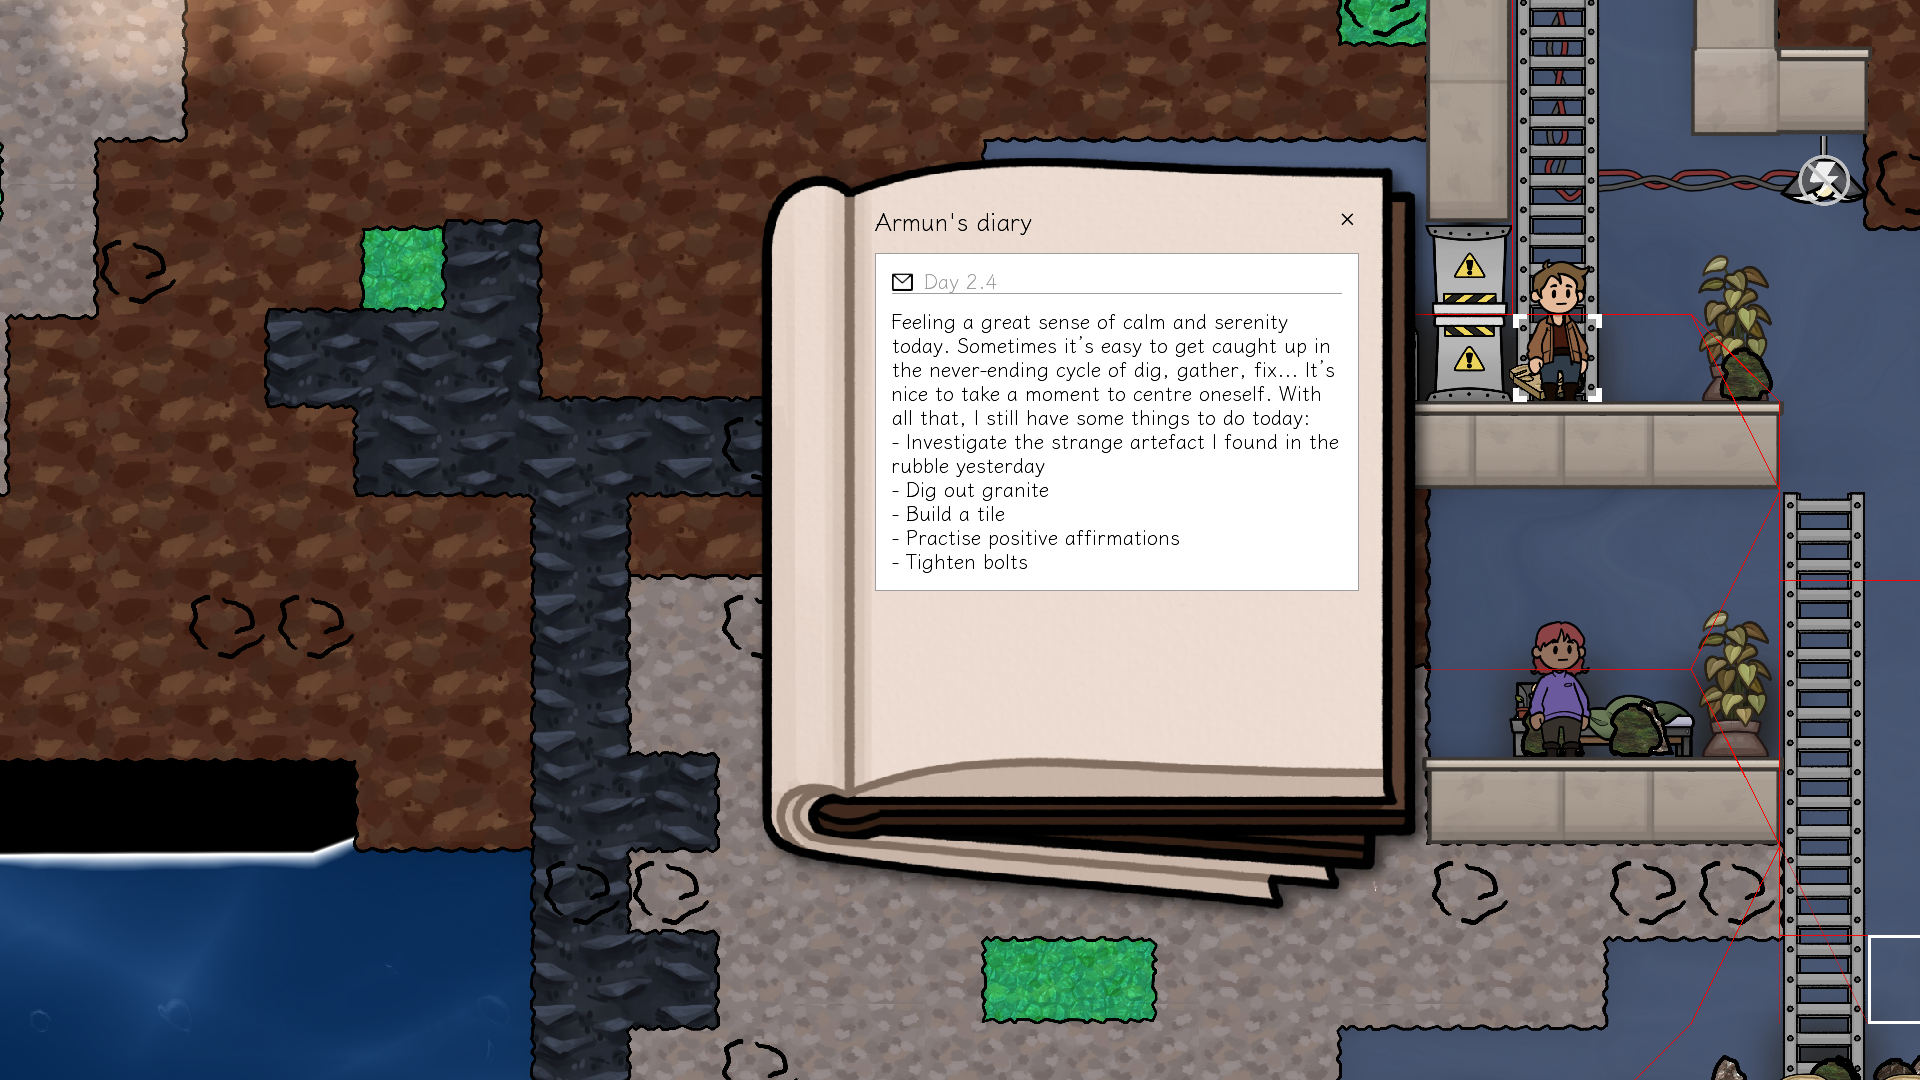 Armun's diary
Day 2.4
Feeling a great sense of calm and serenity
today. Sometimes it's easy to get caught up in
the never-ending cycle of dig, gather, fix... It's
nice to take a moment to centre oneself. With
all that, I still have some things to do today:
- Investigate the strange artefact I found in the
rubble yesterday
- Dig out granite
- Build a tile
- Practise positive affirmations
- Tighten bolts